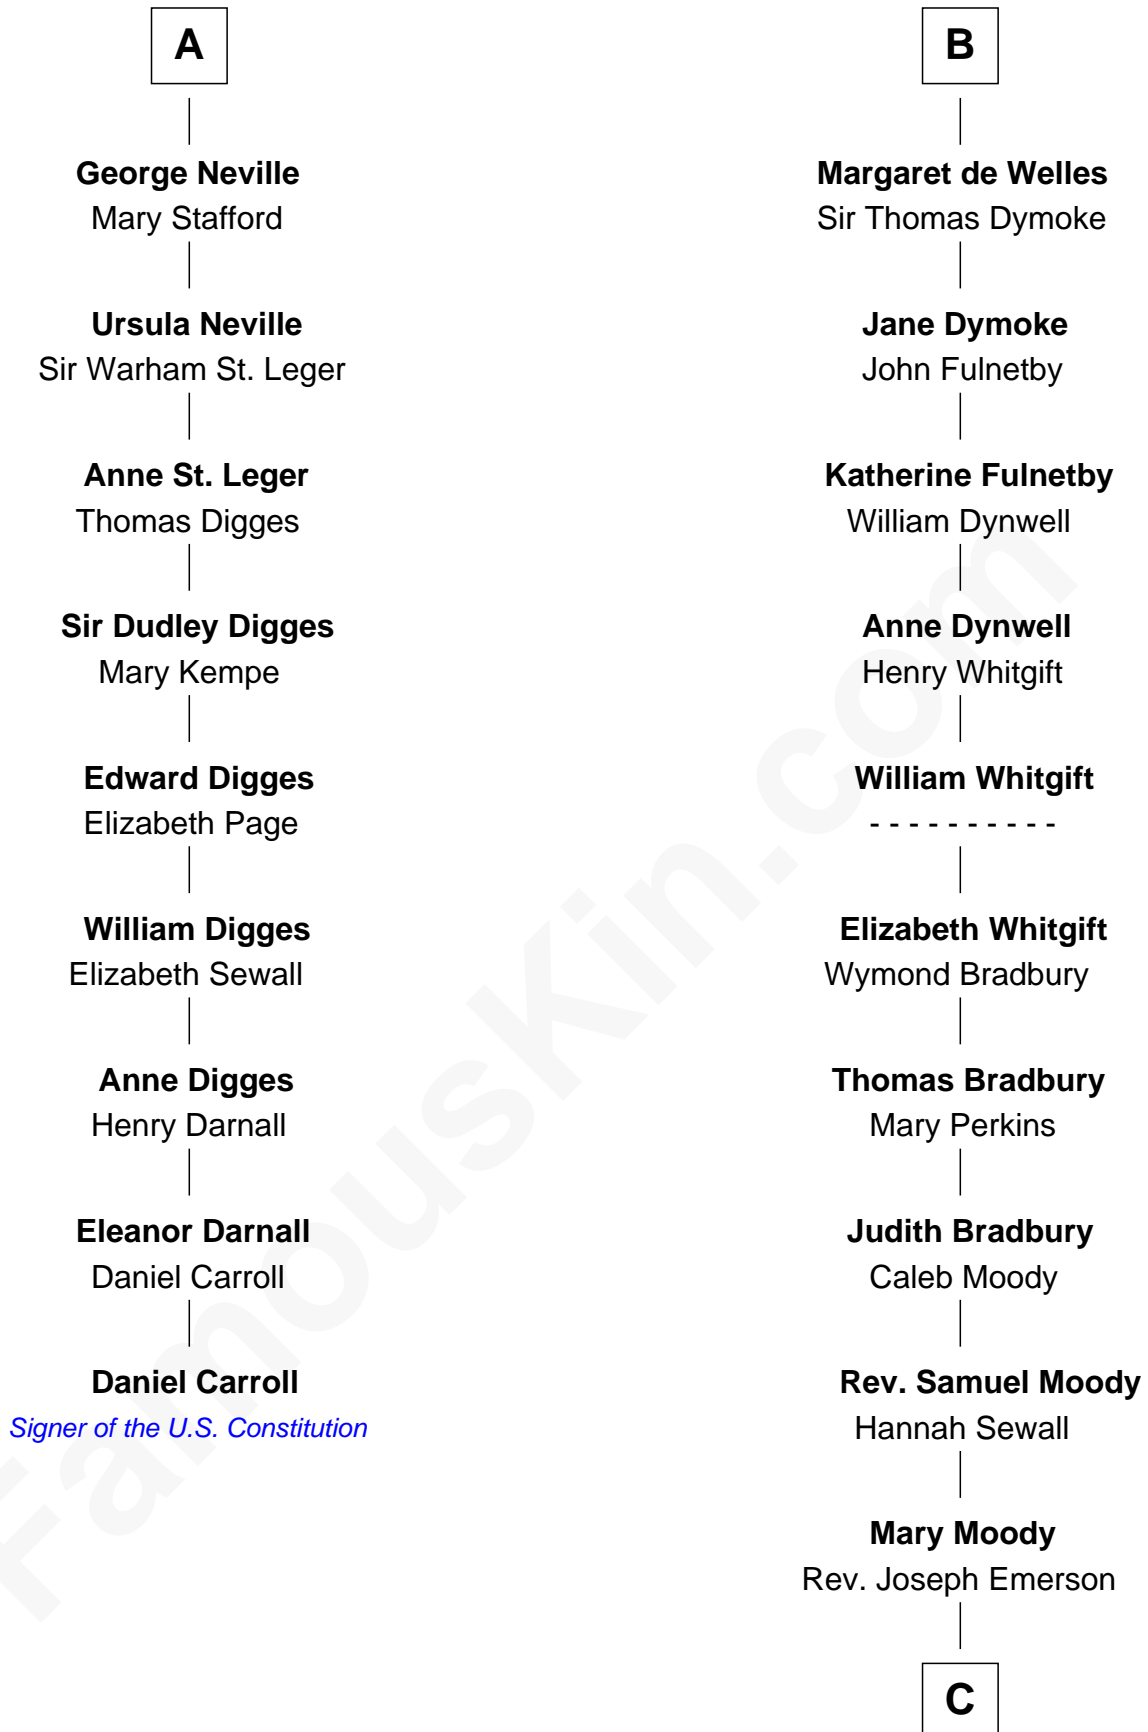 A
George Neville
Mary Stafford
Ursula Neville
Sir Warham St. Leger
Anne St. Leger
Thomas Digges
Sir Dudley Digges
Mary Kempe
Edward Digges
Elizabeth Page
William Digges
Elizabeth Sewall
Anne Digges
Henry Darnall
Eleanor Darnall
Daniel Carroll
Daniel Carroll
Signer of the U.S. Constitution
B
Margaret de Welles
Sir Thomas Dymoke
Jane Dymoke
John Fulnetby
Katherine Fulnetby
William Dynwell
Anne Dynwell
Henry Whitgift
William Whitgift
- - - - - - - - - -
Elizabeth Whitgift
Wymond Bradbury
Thomas Bradbury
Mary Perkins
Judith Bradbury
Caleb Moody
Rev. Samuel Moody
Hannah Sewall
Mary Moody
Rev. Joseph Emerson
C
FamousKin.com